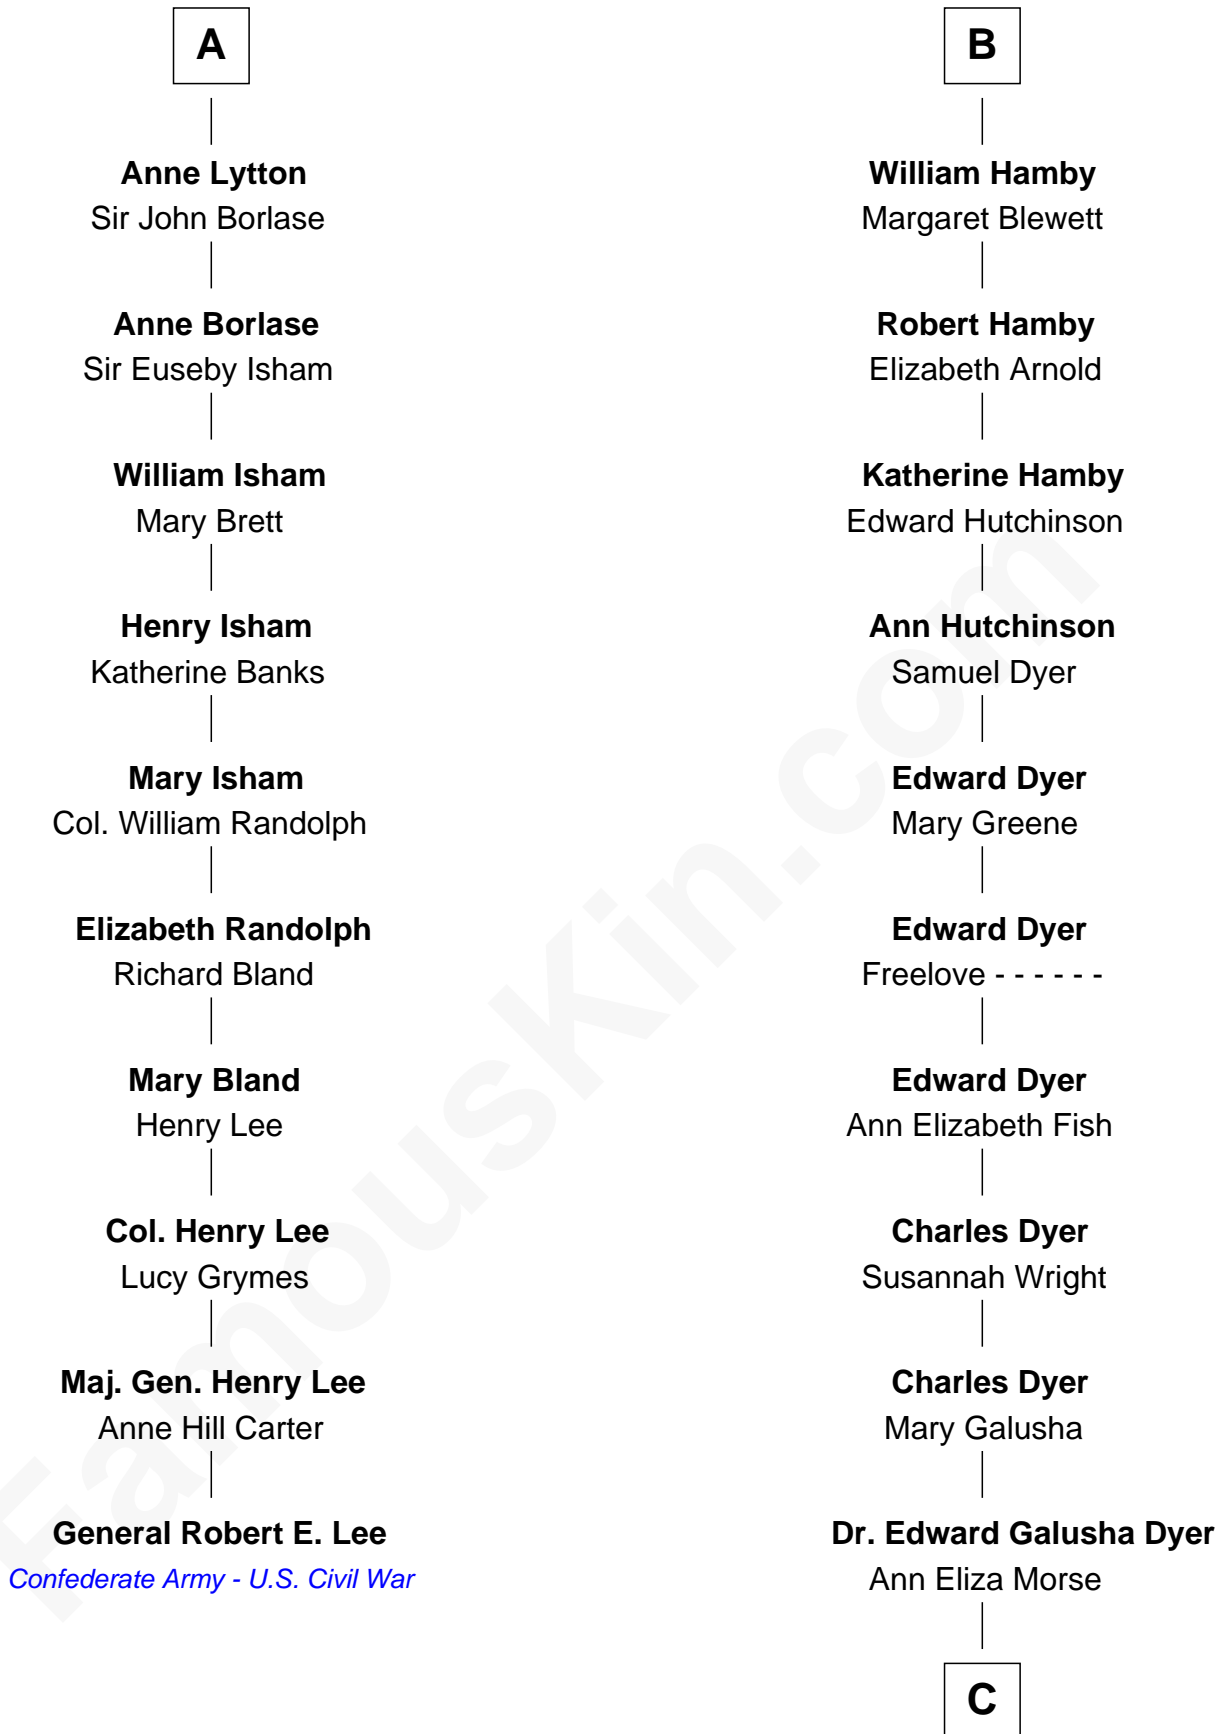 A
Anne Lytton
Sir John Borlase
Anne Borlase
Sir Euseby Isham
William Isham
Mary Brett
Henry Isham
Katherine Banks
Mary Isham
Col. William Randolph
Elizabeth Randolph
Richard Bland
Mary Bland
Henry Lee
Col. Henry Lee
Lucy Grymes
Maj. Gen. Henry Lee
Anne Hill Carter
General Robert E. Lee
Confederate Army - U.S. Civil War
B
William Hamby
Margaret Blewett
Robert Hamby
Elizabeth Arnold
Katherine Hamby
Edward Hutchinson
Ann Hutchinson
Samuel Dyer
Edward Dyer
Mary Greene
Edward Dyer
Freelove - - - - - -
Edward Dyer
Ann Elizabeth Fish
Charles Dyer
Susannah Wright
Charles Dyer
Mary Galusha
Dr. Edward Galusha Dyer
Ann Eliza Morse
C
FamousKin.com